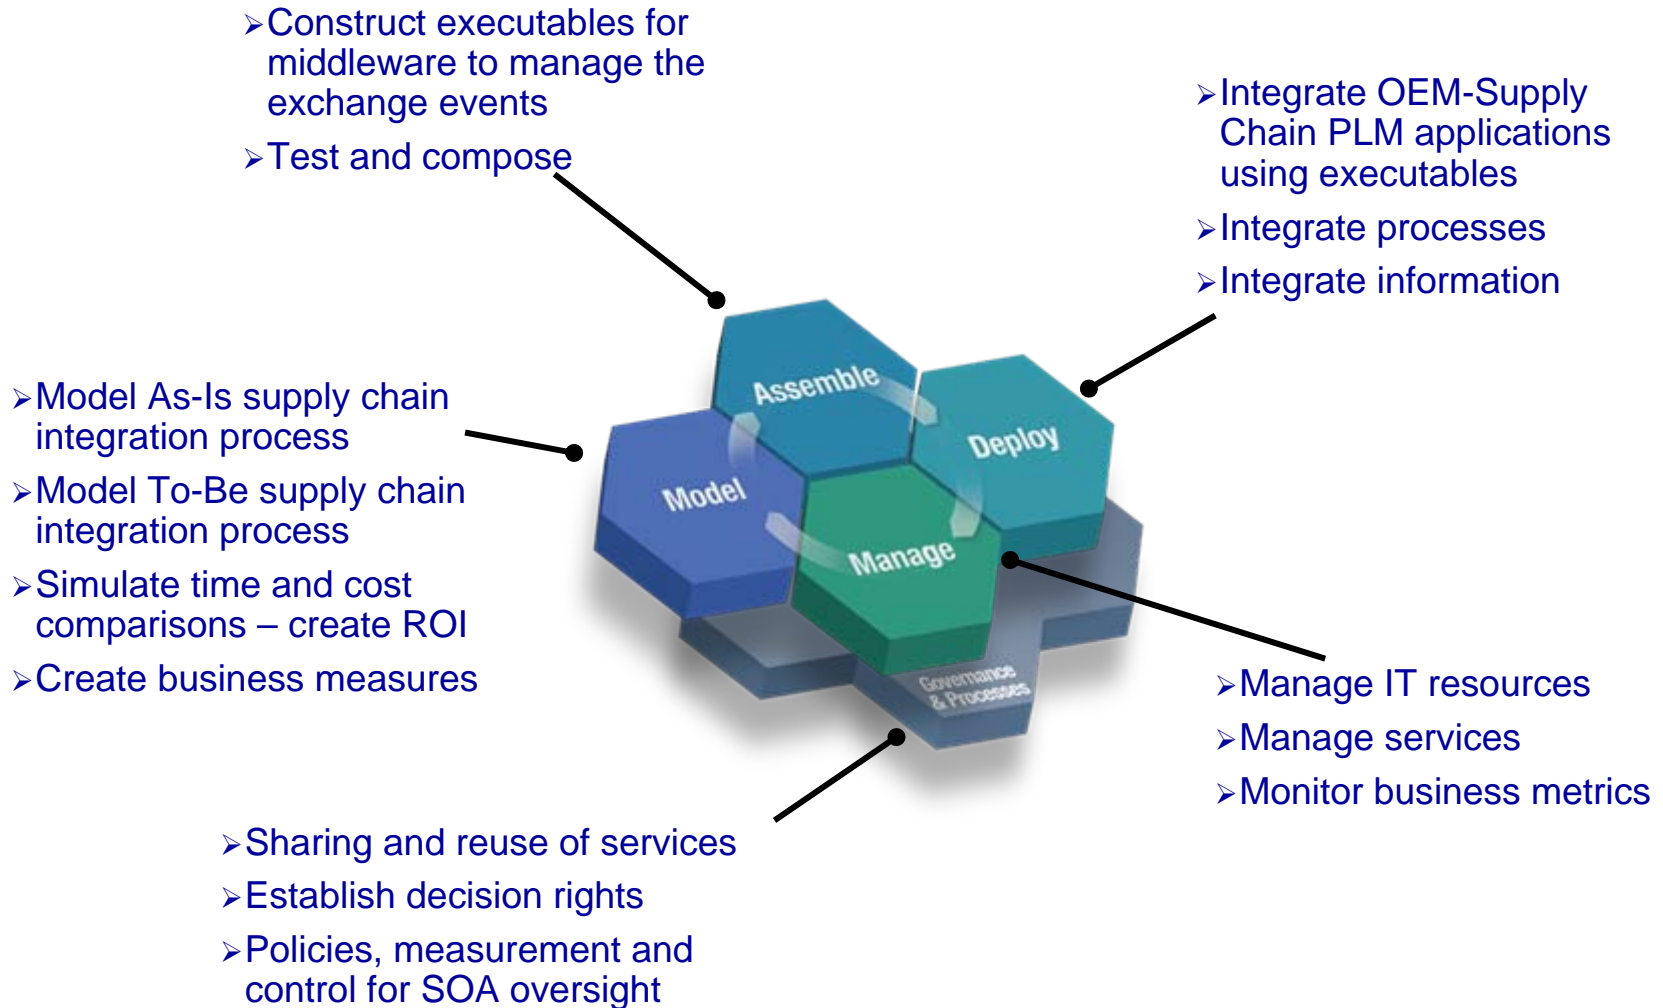 ➢Construct executables for
middleware to manage the
exchange events
➢Test and compose
➢Integrate OEM-Supply
Chain PLM applications
using executables
➢Integrate processes
➢Integrate information
➢Model As-Is supply chain
integration process
➢Model To-Be supply chain
integration process
➢Simulate time and cost
comparisons – create ROI
➢Create business measures
Assemble
Deploy
Model
Manage
Governance
& Processes
➢Manage IT resources
➢Manage services
➢Monitor business metrics
➢Sharing and reuse of services
➢Establish decision rights
➢Policies, measurement and
control for SOA oversight